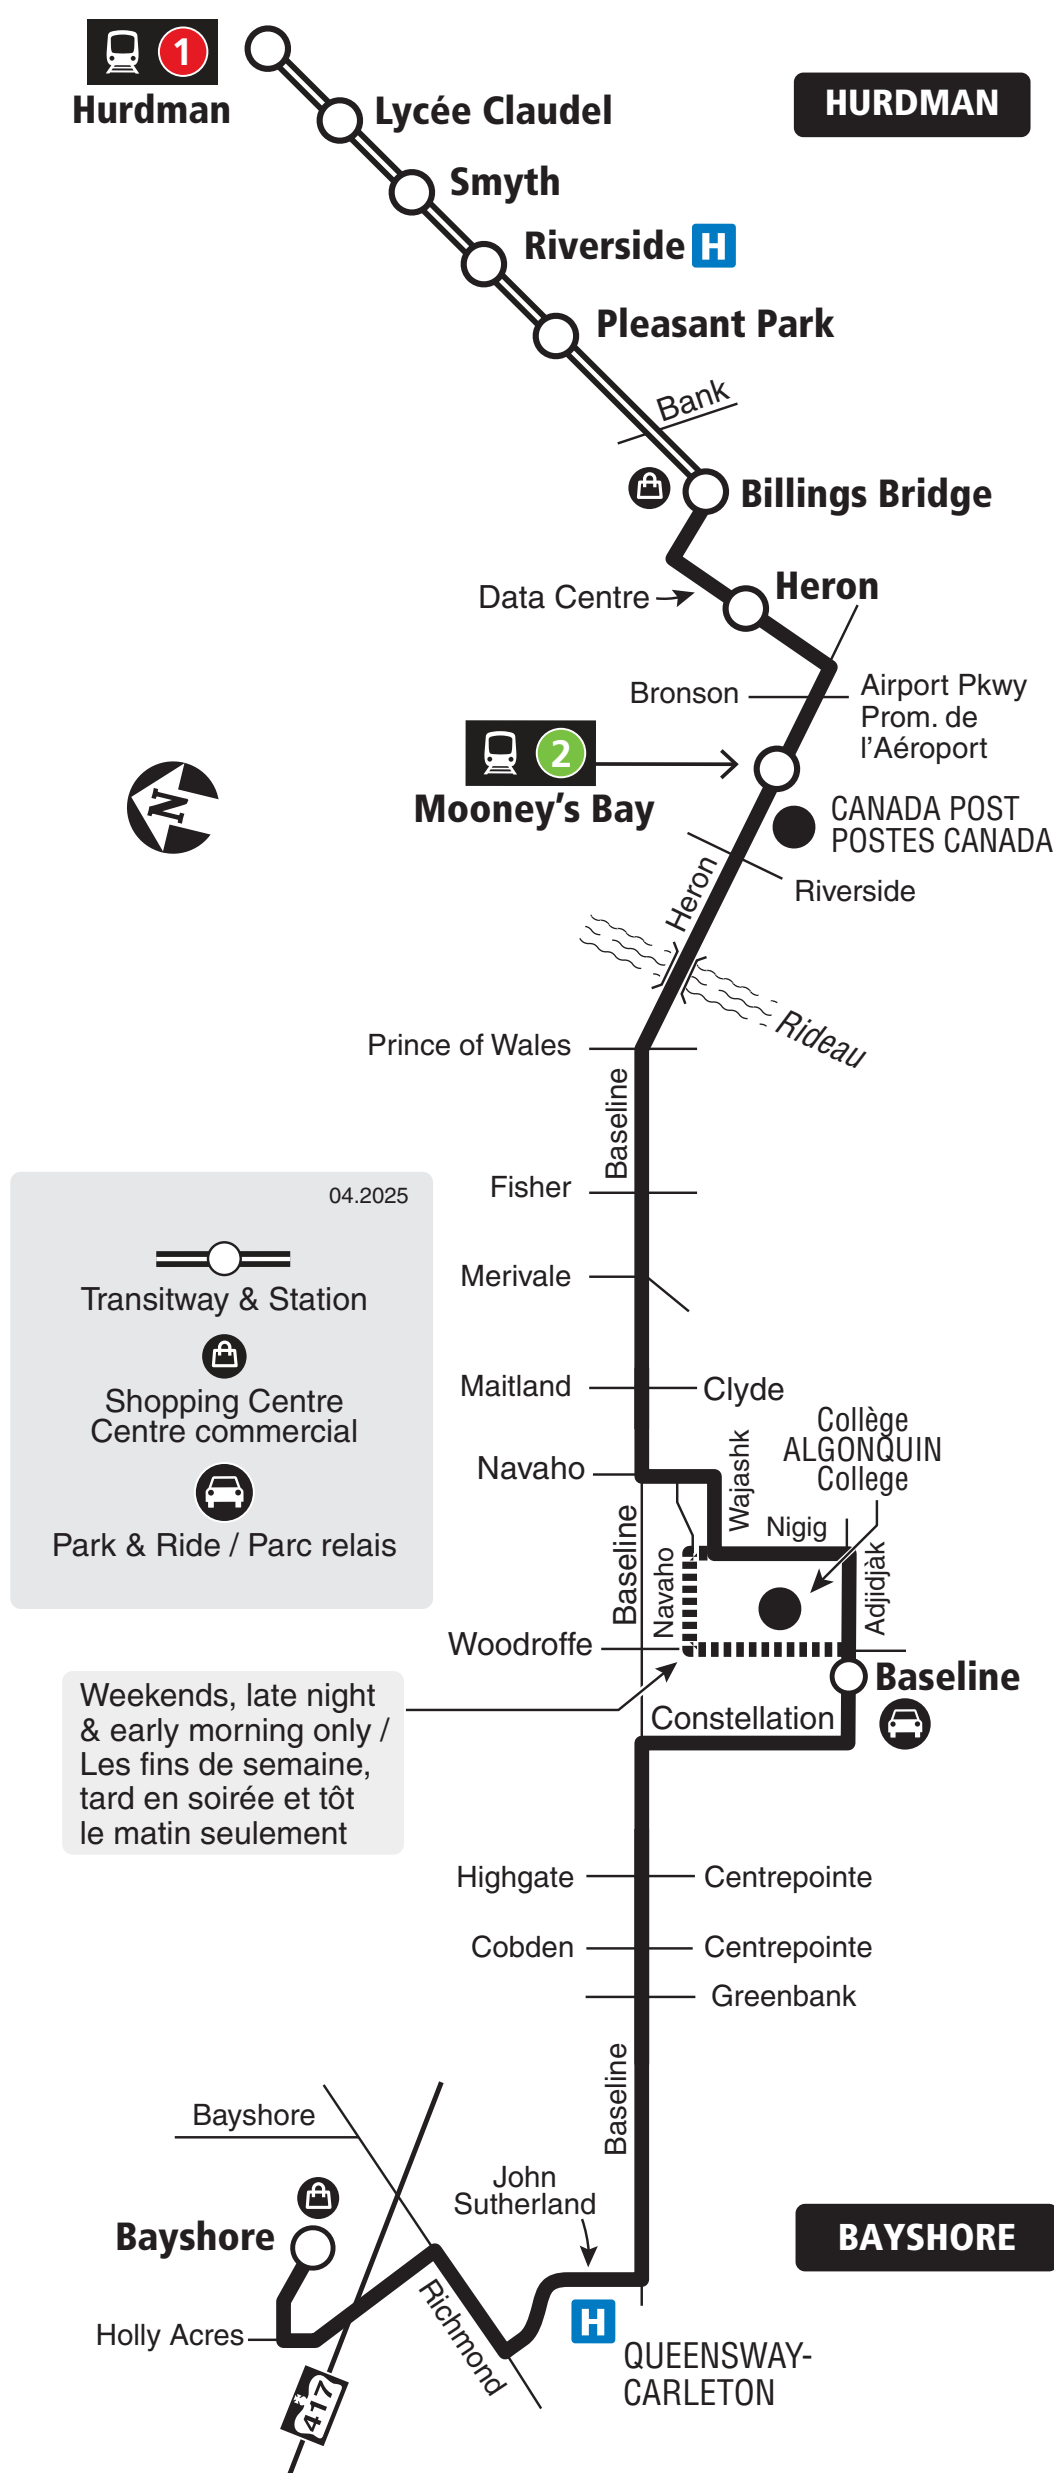 1
Hurdman
HURDMAN
Lycée Claudel
Smyth
Riverside H
Pleasant Park
Bank
Billings Bridge
Heron
Data Centre
Bronson
Airport Pkwy
Prom. de
l'Aéroport
2
Mooney's Bay
N
CANADA POST
POSTES CANADA
Riverside
Heron
Rideau
Prince of Wales
Baseline
Fisher
04.2025
Transitway & Station
Shopping Centre
Centre commercial
Park & Ride / Parc relais
Merivale
Maitland
Clyde
Collège
ALGONQUIN
College
Navaho
Wajashk
Nigig
Baseline
Navaho
Adjidjàk
Woodroffe
Baseline
Weekends, late night
& early morning only /
Les fins de semaine,
tard en soirée et tôt
le matin seulement
Constellation
Highgate
Centrepointe
Cobden
Centrepointe
Greenbank
Baseline
Bayshore
John
Sutherland
Bayshore
BAYSHORE
Richmond
Holly Acres
H
QUEENSWAY-
CARLETON
417